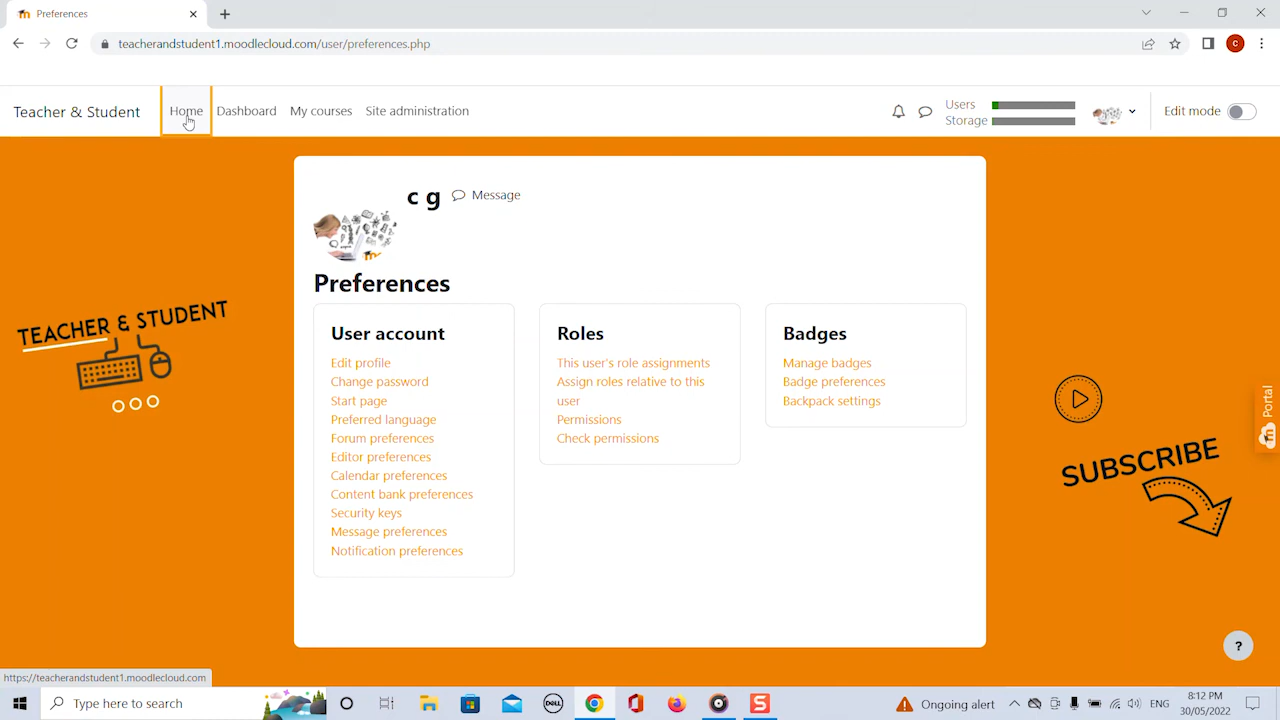 Preferences
teacherandstudent1.moodlecloud.com/user/preferences.php
C
Teacher & Student
Home
Dashboard
My courses
Site administration
Users
Storage
Edit mode
c g
Message
Preferences
User account
Edit profile
Change password
Start page
Preferred language
Forum preferences
Editor preferences
Calendar preferences
Content bank preferences
Security keys
Message preferences
Notification preferences
Roles
This user's role assignments
Assign roles relative to this
user
Permissions
Check permissions
Badges
Manage badges
Badge preferences
Backpack settings
TEACHER & STUDENT
SUBSCRIBE
Portal
?
https://teacherandstudent1.moodlecloud.com
Type here to search
DELL
S
Ongoing alert
ENG
8:12 PM
30/05/2022